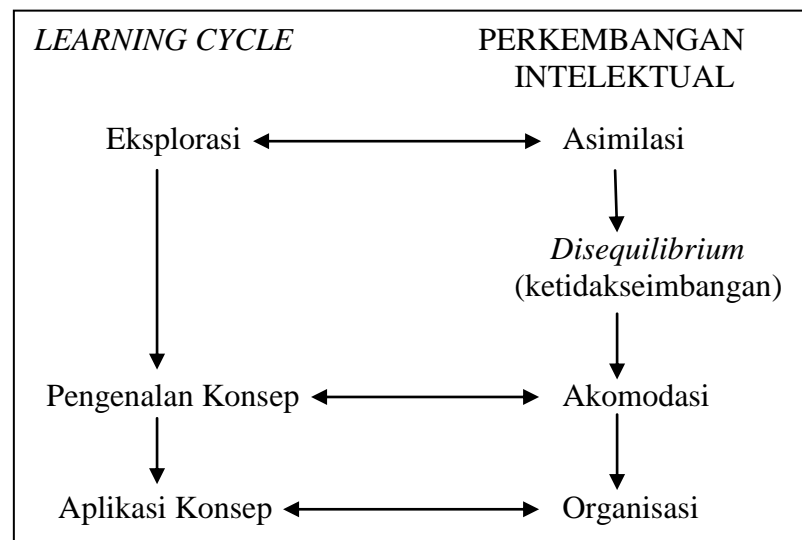 LEARNING CYCLE
PERKEMBANGAN
INTELEKTUAL
Eksplorasi
Asimilasi
Disequilibrium
(ketidakseimbangan)
Pengenalan Konsep
Akomodasi
Aplikasi Konsep
Organisasi